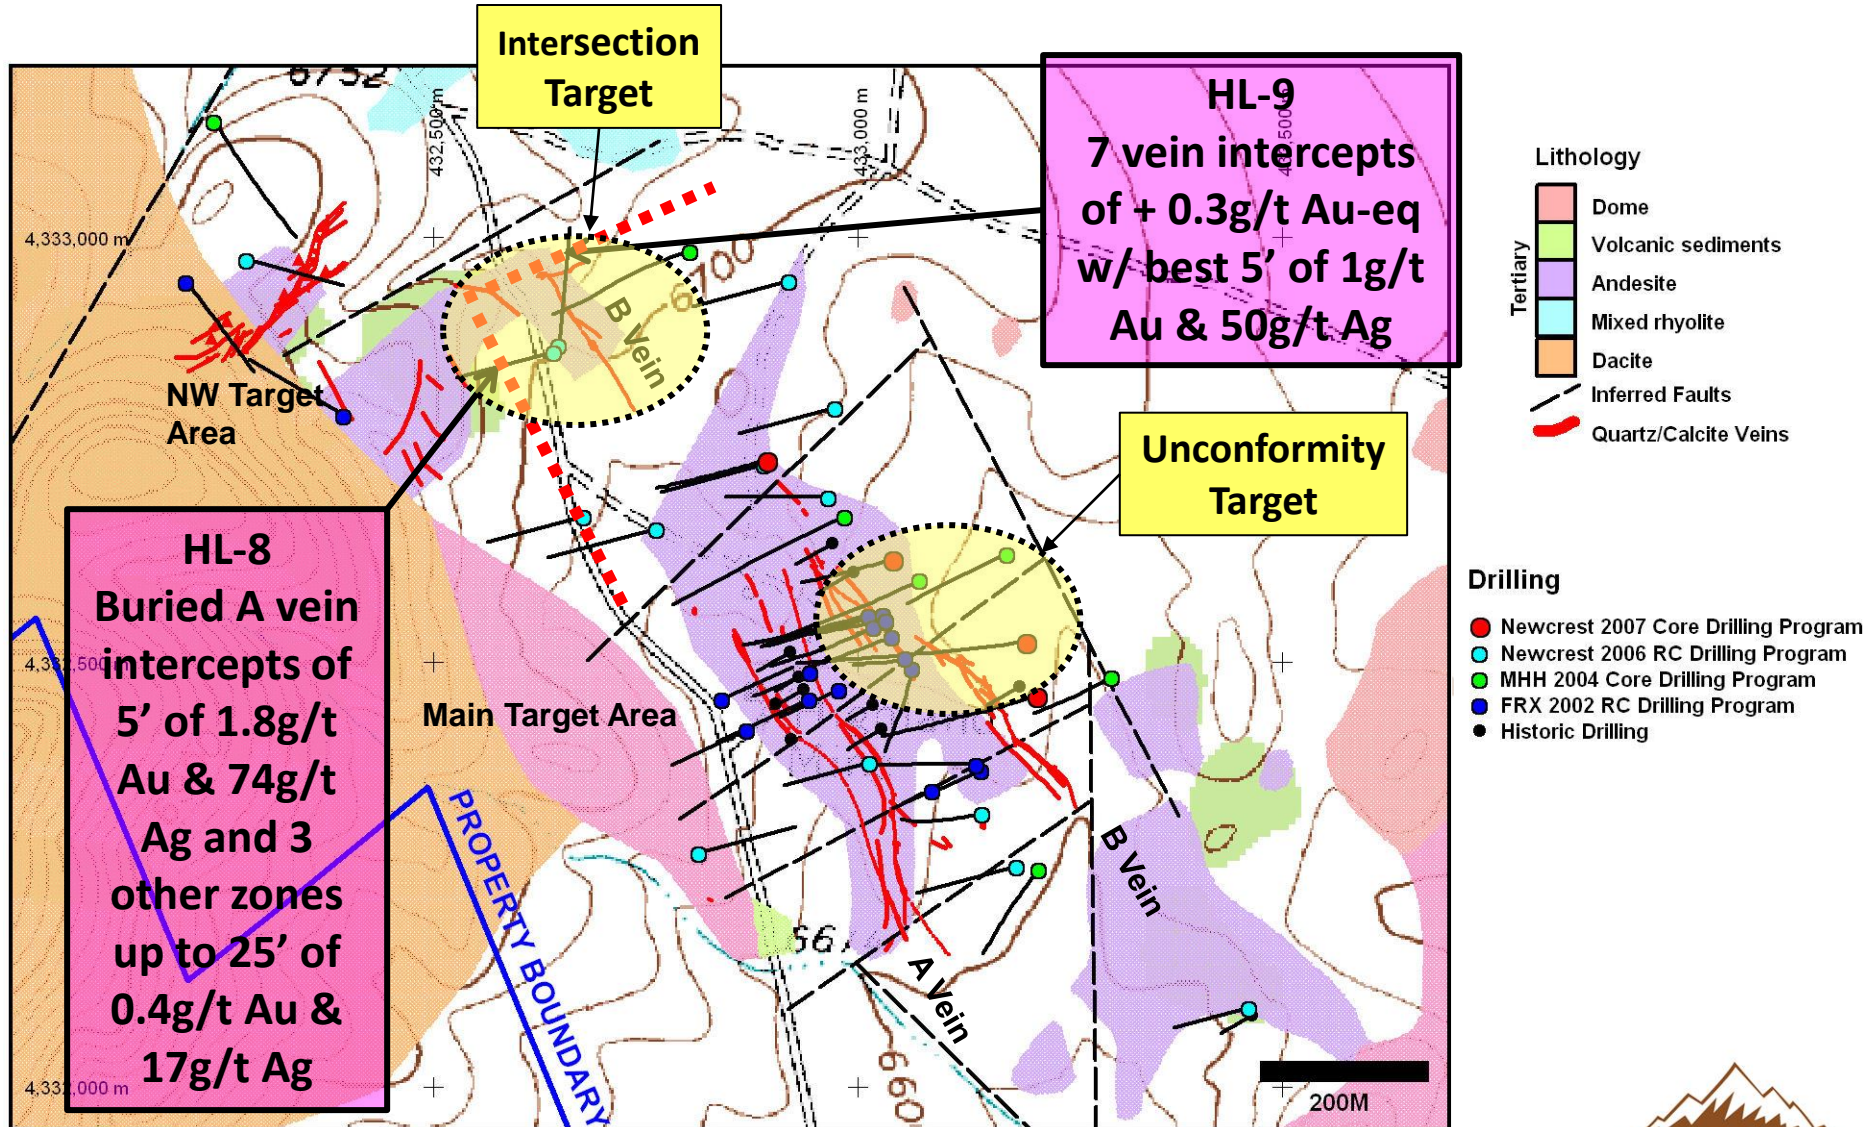 Intersection
Target
HL-9
7 vein intercepts
of + 0.3g/t Au-eq
w/ best 5’ of 1g/t
Au & 50g/t Ag
432,500 m
433,000 m
4,333,000 m
6700
B Vein
NW Target
Area
Unconformity
Target
HL-8
Buried A vein
intercepts of
5’ of 1.8g/t
Au & 74g/t
Ag and 3
other zones
up to 25’ of
0.4g/t Au &
17g/t Ag
4,332,500 m
Main Target Area
PROPERTY BOUNDARY
B Vein
A Vein
660
4,332,000 m
200M
Lithology
Tertiary
Dome
Volcanic sediments
Andesite
Mixed rhyolite
Dacite
Inferred Faults
Quartz/Calcite Veins
Drilling
Newcrest 2007 Core Drilling Program
Newcrest 2006 RC Drilling Program
MHH 2004 Core Drilling Program
FRX 2002 RC Drilling Program
Historic Drilling